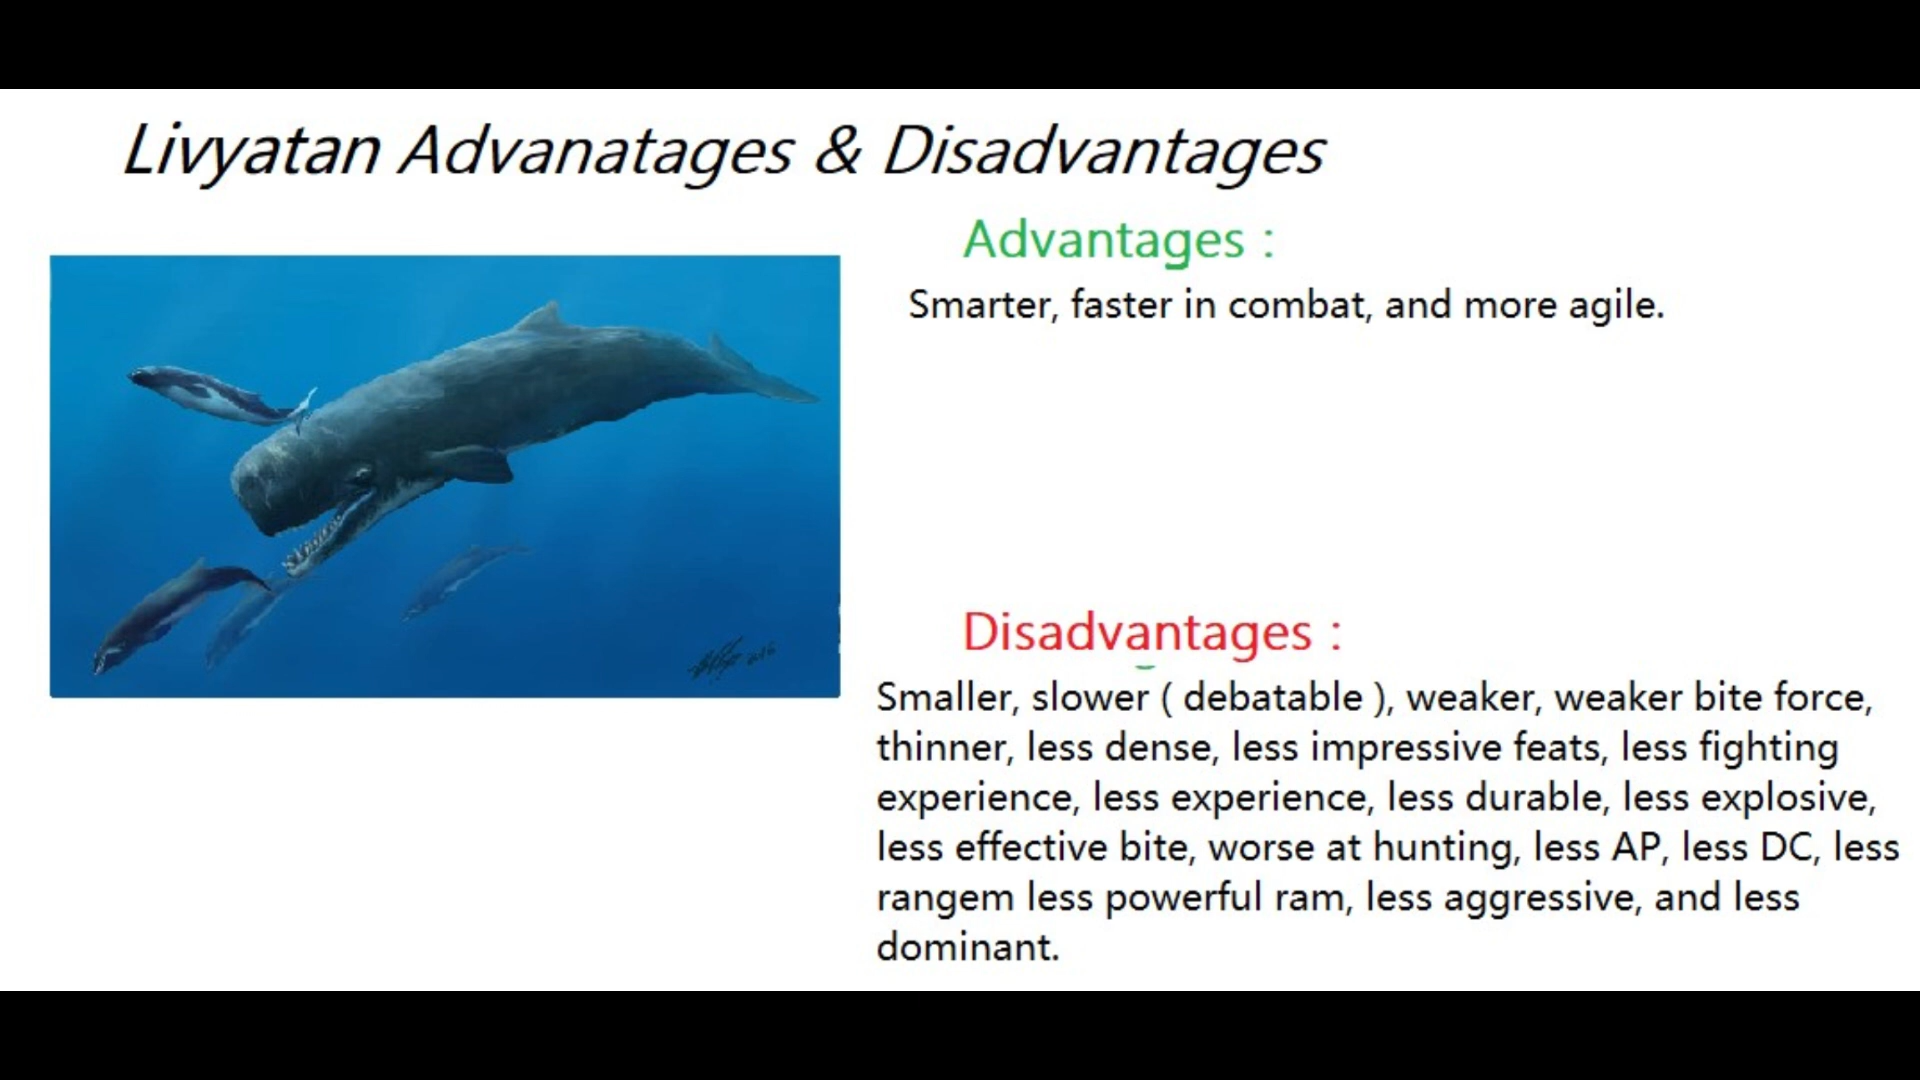 Livyatan Advanatages & Disadvantages
Advantages :
Smarter, faster in combat, and more agile.
Disadvantages :
Smaller, slower ( debatable ), weaker, weaker bite force,
thinner, less dense, less impressive feats, less fighting
experience, less experience, less durable, less explosive,
less effective bite, worse at hunting, less AP, less DC, less
rangem less powerful ram, less aggressive, and less
dominant.